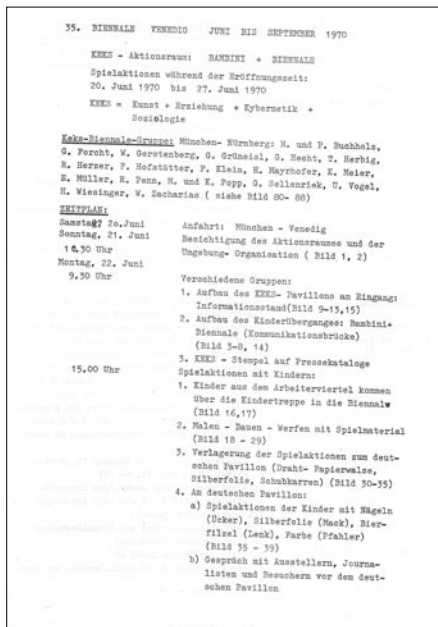 35. BIENNALE VENEDIG JUNI BIS SEPTEMBER 1970
KEKS - Aktionsraum: BAMBINI + BIENNALE
Spielaktionen während der Eröffnungszeit:
20. Juni 1970 bis 27. Juni 1970
KEKS = Kunst + Erziehung + Kybernetik +
Soziologie
Keks-Biennale-Gruppe: München- Nürnberg: H. und P. Buchholz,
G. Forcht, W. Gerstenberg, G. Grüneisl, G. Hecht, T. Herbig,
R. Herzer, F. Hofstätter, P. Klein, H. Mayrhofer, K. Meier,
E. Müller, R. Penn, M. und K. Popp, G. Sellenriek, U. Vogel,
H. Wiesinger, W. Zacharias ( siehe Bild 80- 88)
ZEITPLAN:
Samstag, 2o.Juni Anfahrt: München - Venedig
Sonntag, 21. Juni Besichtigung des Aktionsraumes und der
Uhr Umgebung- Organisation ( Bild 1, 2)
Montag, 22. Juni
9.30 Uhr Verschiedene Gruppen:
1. Aufbau des KEKS- Pavillons am Eingang:
Informationsstand(Bild 9-13,15)
2. Aufbau des Kinderüberganges: Bambini+
Biennale (Kommunikationsbrücke)
(Bild 3-8, 14)
3. KEKS - Stempel auf Pressekataloge
15.00 Uhr Spielaktionen mit Kindern:
1. Kinder aus dem Arbeiterviertel kommen
über die Kindertreppe in die Biennale
(Bild 16,17)
2. Malen - Bauen - Werfen mit Spielmaterial
(Bild 18 - 29)
3. Verlagerung der Spielaktionen zum deut-
schen Pavillon (Draht- Papierwalze,
Silberfolie, Schubkarren) (Bild 30-35)
4. Am deutschen Pavillon:
a) Spielaktionen der Kinder mit Nägeln
(Ücker), Silberfolie (Mack), Bier-
filzel (Lenk), Farbe (Pfahler)
(Bild 35 - 39)
b) Gespräch mit Ausstellern, Journa-
listen und Besuchern vor dem deut-
schen Pavillon